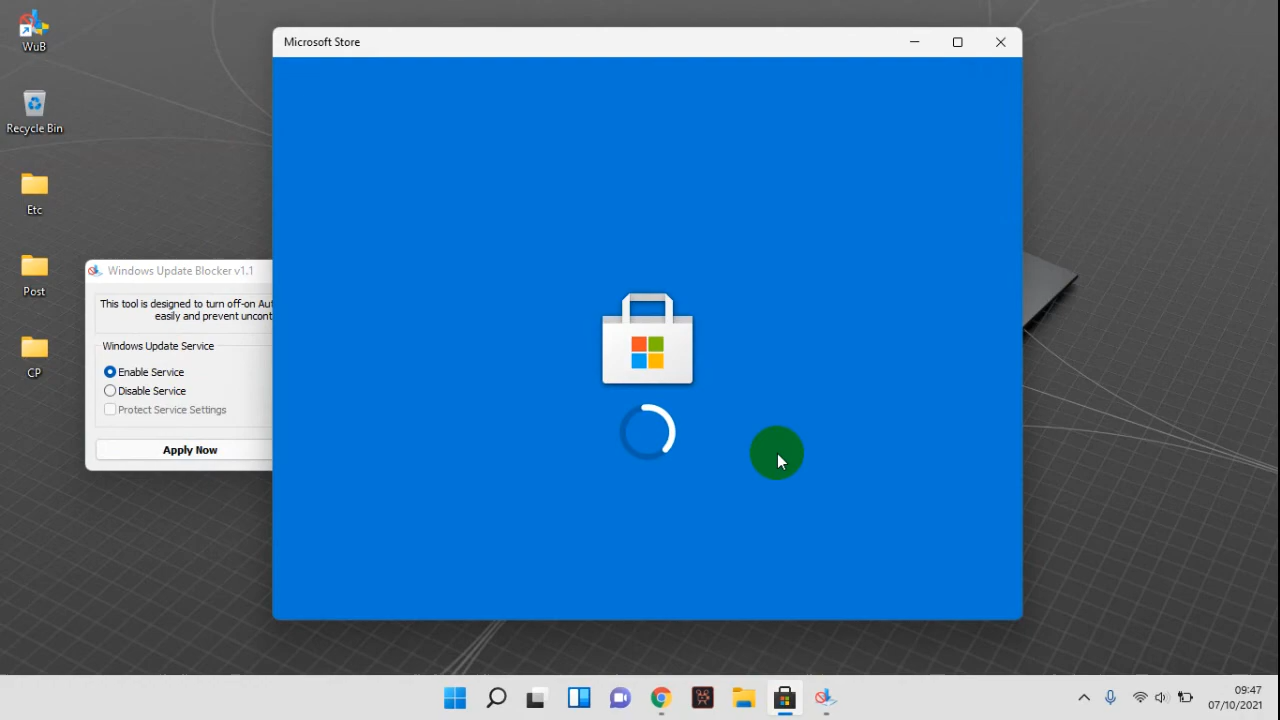 WuB
Recycle Bin
Etc
Post
CP
Microsoft Store
Windows Update Blocker v1.1
This tool is designed to turn off-on Aut
easily and prevent uncont
Windows Update Service
Enable Service
Disable Service
Protect Service Settings
Apply Now
09:47
07/10/2021